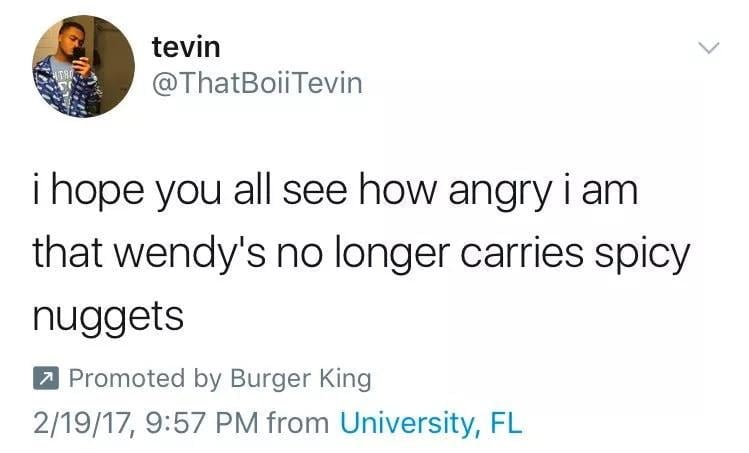 tevin
@ThatBoiiTevin
i hope you all see how angry i am
that wendy's no longer carries spicy
nuggets
Promoted by Burger King
2/19/17, 9:57 PM from University, FL